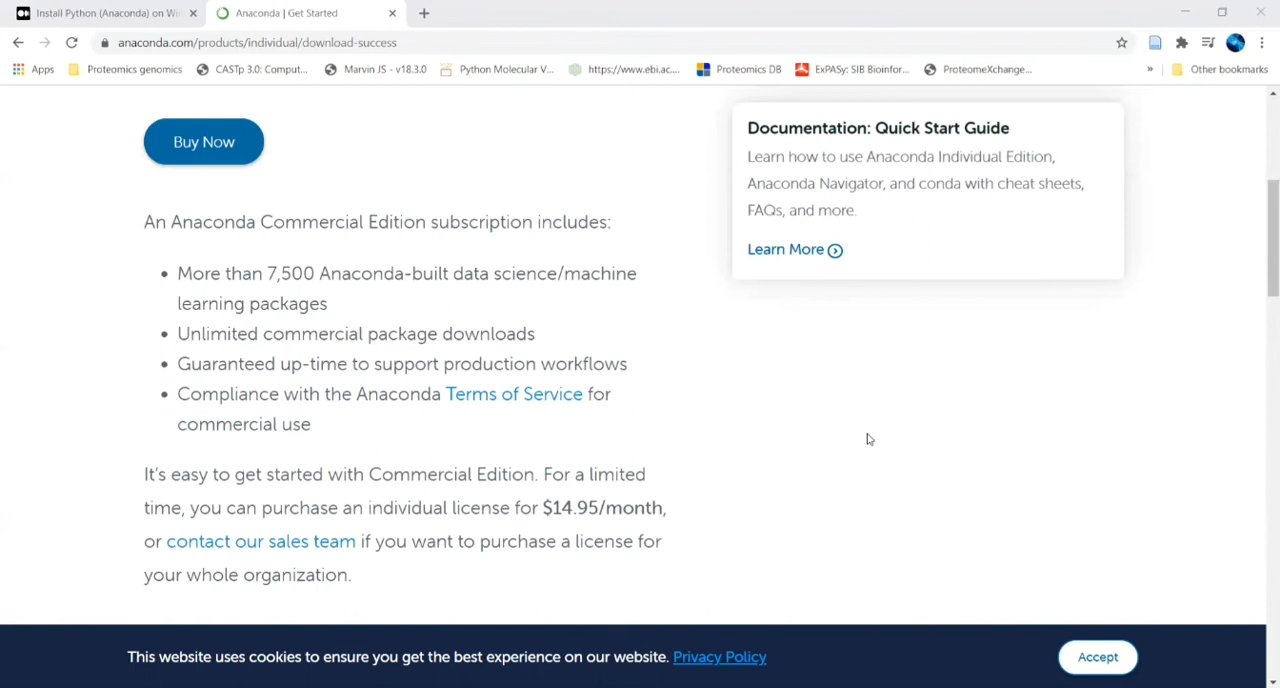 Install Python (Anaconda) on Wi
Anaconda | Get Started
anaconda.com/products/individual/download-success
Apps
Proteomics genomics
CASTp 3.0: Comput...
Marvin JS - v18.3.0
Python Molecular V...
https://www.ebi.ac....
Proteomics DB
ExPASy: SIB Bioinfor...
ProteomeXchange...
»
Other bookmarks
Buy Now
An Anaconda Commercial Edition subscription includes:
• More than 7,500 Anaconda-built data science/machine
learning packages
• Unlimited commercial package downloads
• Guaranteed up-time to support production workflows
• Compliance with the Anaconda Terms of Service for
commercial use
It's easy to get started with Commercial Edition. For a limited
time, you can purchase an individual license for $14.95/month,
or contact our sales team if you want to purchase a license for
your whole organization.
Documentation: Quick Start Guide
Learn how to use Anaconda Individual Edition,
Anaconda Navigator, and conda with cheat sheets,
FAQs, and more.
Learn More
This website uses cookies to ensure you get the best experience on our website. Privacy Policy
Accept